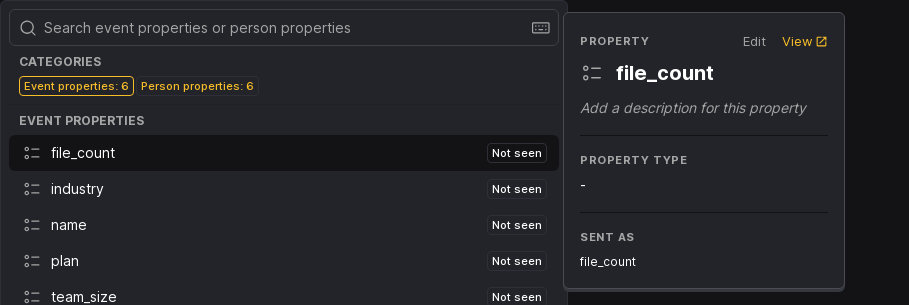 Search event properties or person properties
CATEGORIES
Event properties: 6 Person properties: 6
EVENT PROPERTIES
file_count Not seen
industry Not seen
name Not seen
plan Not seen
team_size Not seen
PROPERTY Edit View
file_count
Add a description for this property
PROPERTY TYPE
-
SENT AS
file_count